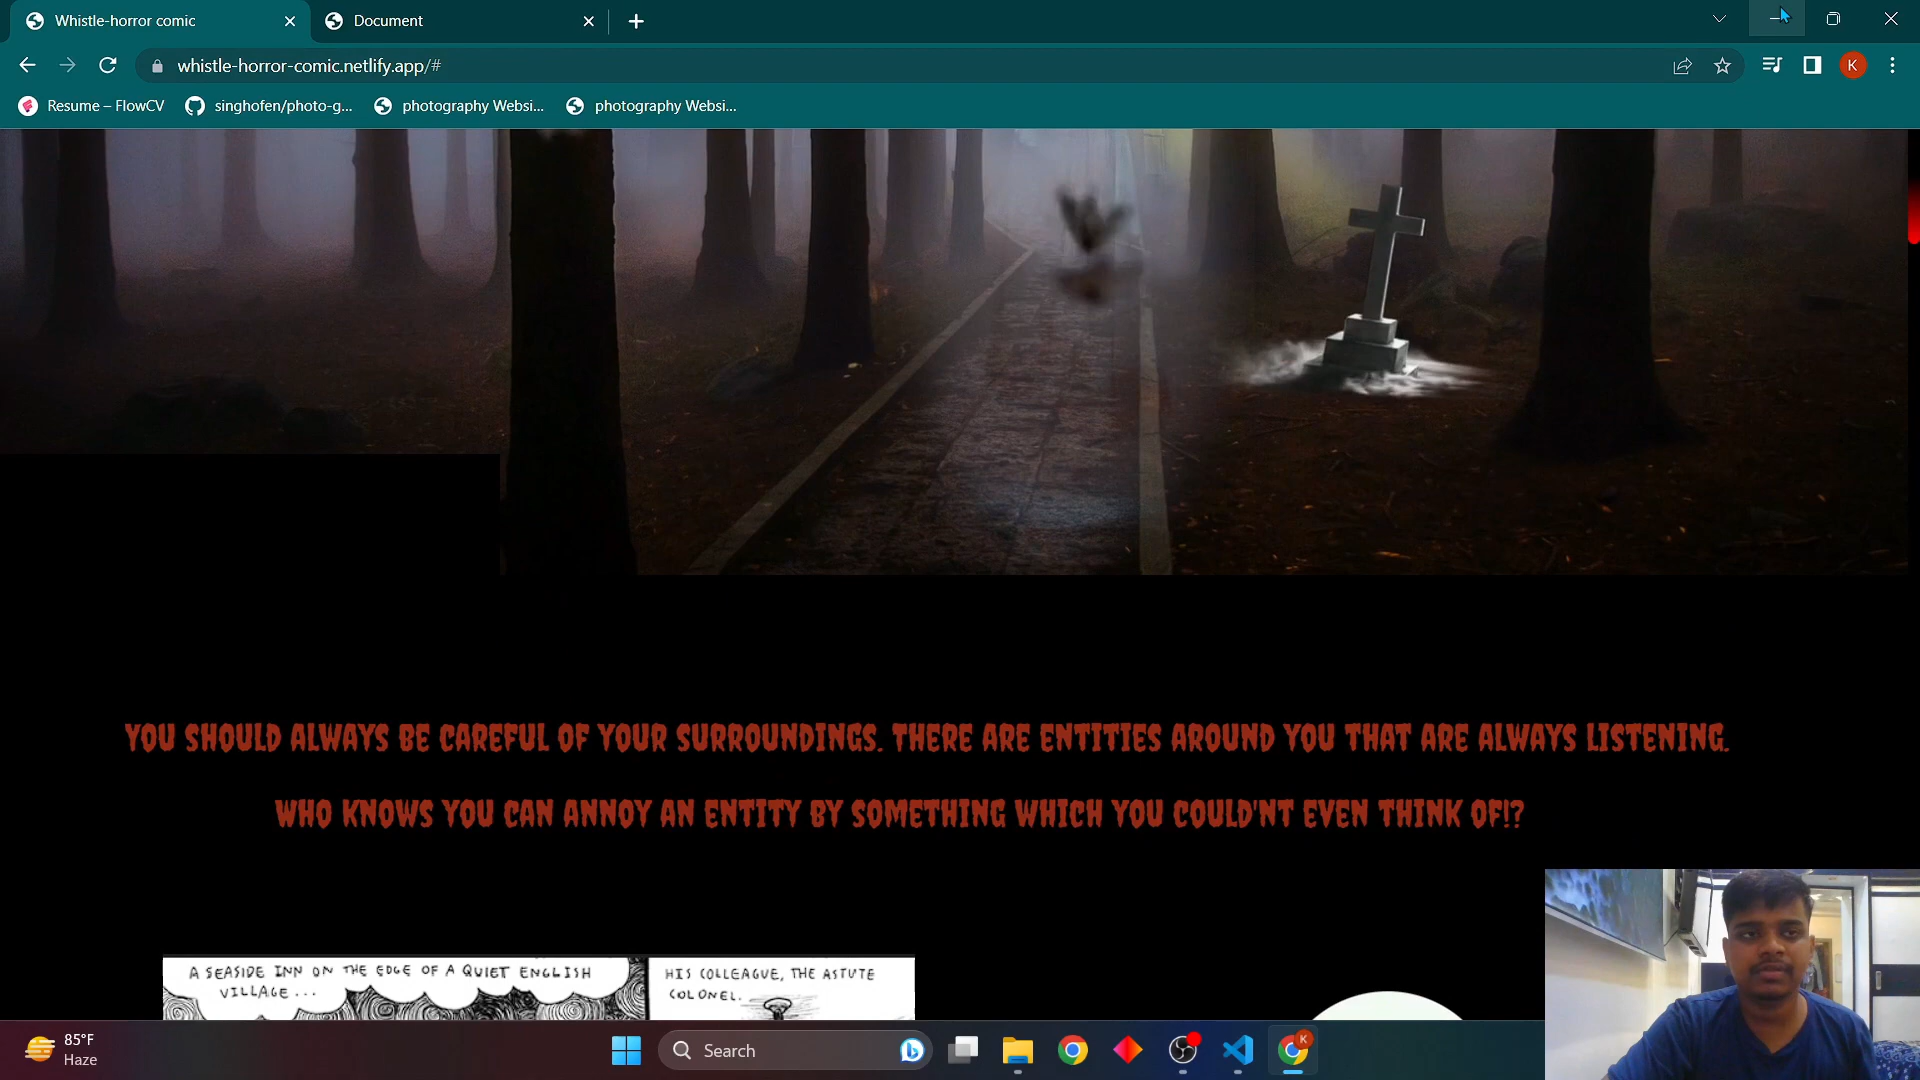 Whistle-horror comic
Document
whistle-horror-comic.netlify.app/#
K
Resume – FlowCV
singhofen/photo-g...
photography Websi...
photography Websi...
YOU SHOULD ALWAYS BE CAREFUL OF YOUR SURROUNDINGS. THERE ARE ENTITIES AROUND YOU THAT ARE ALWAYS LISTENING.
WHO KNOWS YOU CAN ANNOY AN ENTITY BY SOMETHING WHICH YOU COULD'NT EVEN THINK OF!?
A SEASIDE INN ON THE EDGE OF A QUIET ENGLISH
VILLAGE...
HIS COLLEAGUE, THE ASTUTE
COLONEL.
85°F
Haze
Search
K